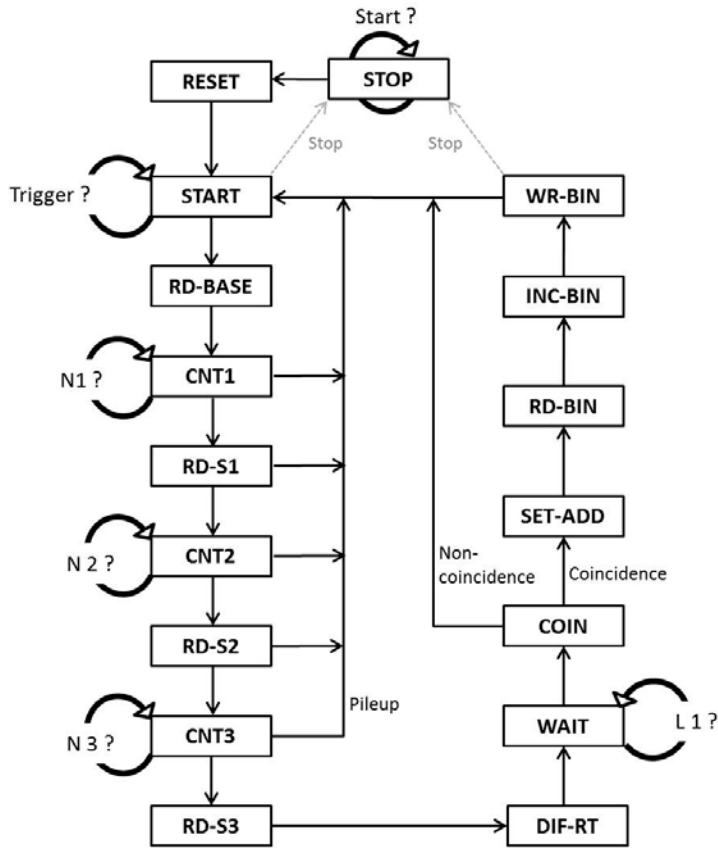 Start ?
RESET
STOP
Stop
Stop
Trigger ?
START
WR-BIN
RD-BASE
INC-BIN
N1 ?
CNT1
RD-BIN
RD-S1
SET-ADD
N 2 ?
CNT2
Non-
coincidence
Coincidence
COIN
RD-S2
Pileup
N 3 ?
CNT3
WAIT
L 1 ?
RD-S3
DIF-RT